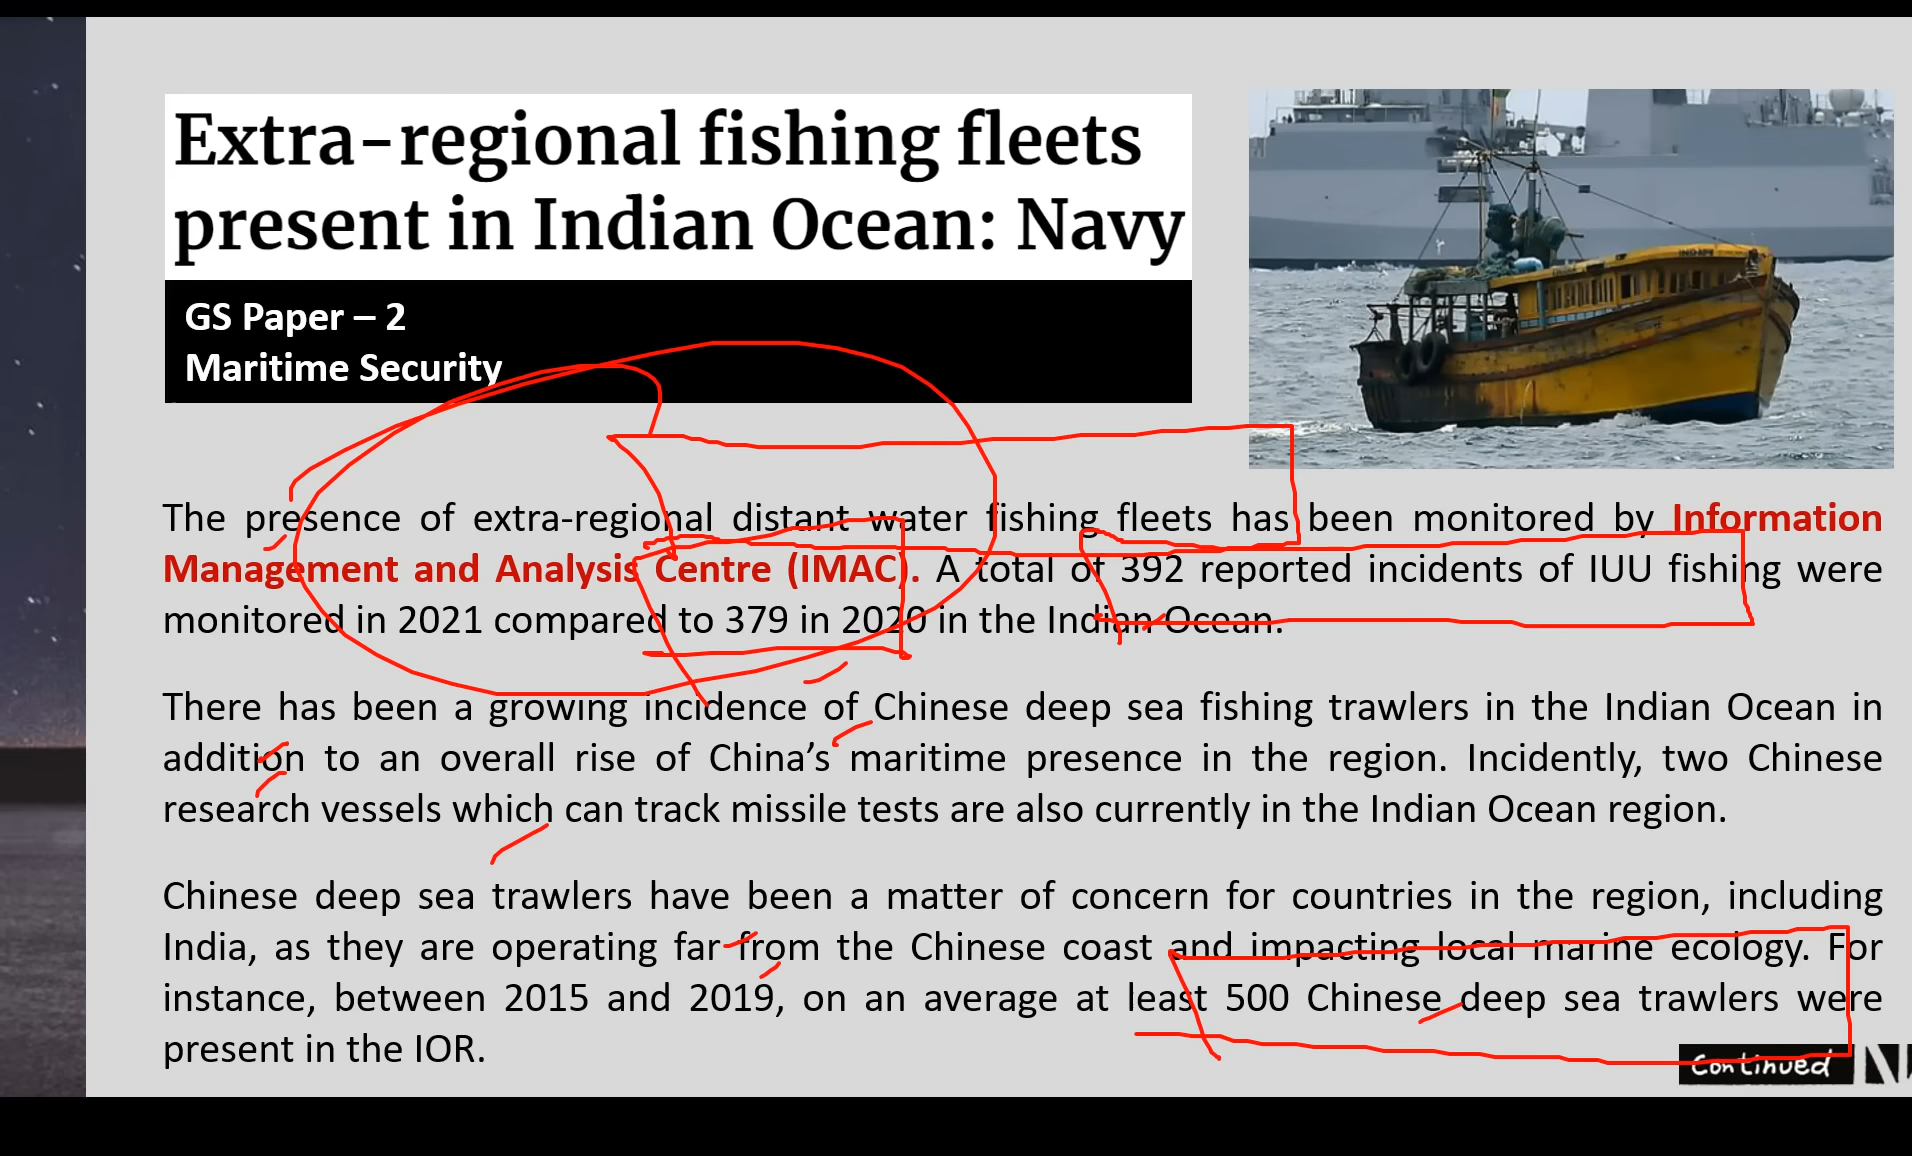 Extra-regional fishing fleets
present in Indian Ocean: Navy
GS Paper – 2
Maritime Security
The presence of extra-regional distant water fishing fleets has been monitored by Information
Management and Analysis Centre (IMAC). A total of 392 reported incidents of IUU fishing were
monitored in 2021 compared to 379 in 2020 in the Indian Ocean.
There has been a growing incidence of Chinese deep sea fishing trawlers in the Indian Ocean in
addition to an overall rise of China’s maritime presence in the region. Incidently, two Chinese
research vessels which can track missile tests are also currently in the Indian Ocean region.
Chinese deep sea trawlers have been a matter of concern for countries in the region, including
India, as they are operating far from the Chinese coast and impacting local marine ecology. For
instance, between 2015 and 2019, on an average at least 500 Chinese deep sea trawlers were
present in the IOR.
Continued